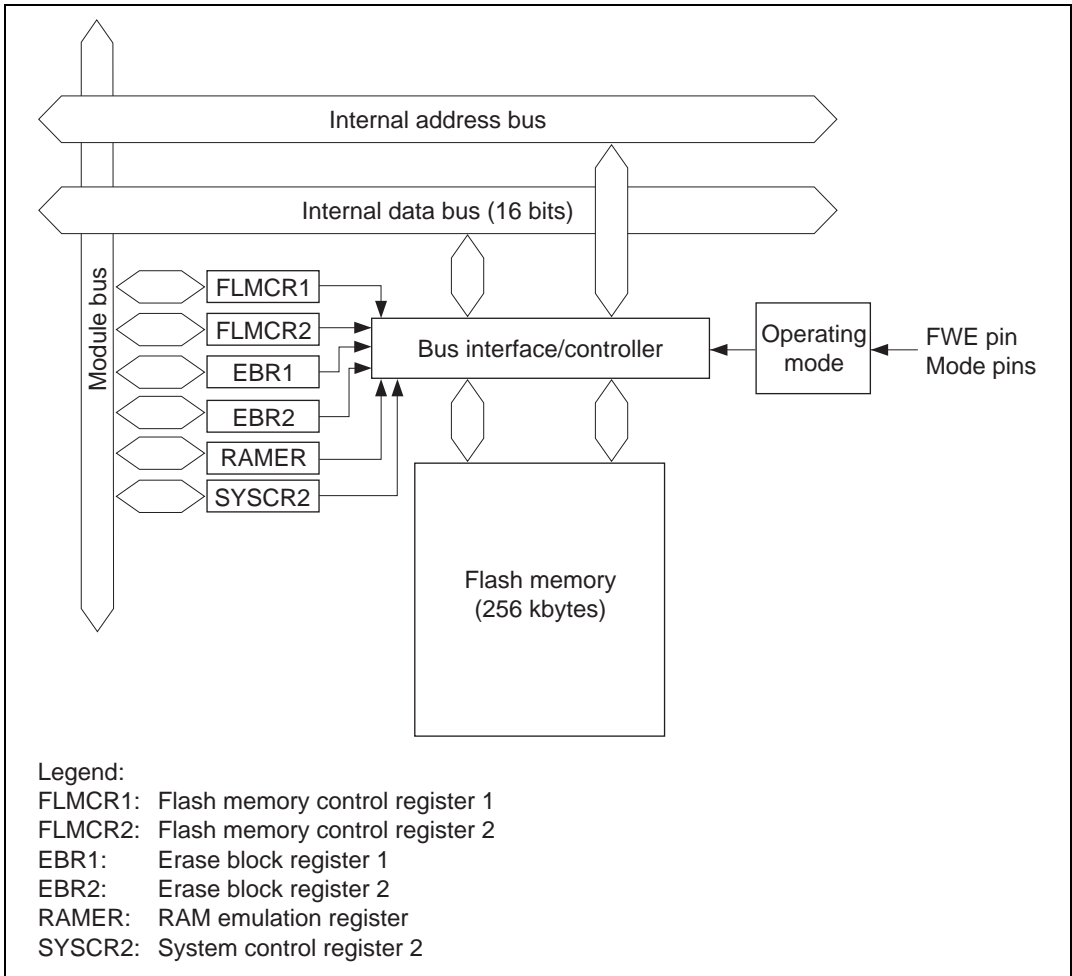 Internal address bus
Internal data bus (16 bits)
Module bus
FLMCR1
FLMCR2
EBR1
EBR2
RAMER
SYSCR2
Bus interface/controller
Operating
mode
FWE pin
Mode pins
Flash memory
(256 kbytes)
Legend:
FLMCR1: Flash memory control register 1
FLMCR2: Flash memory control register 2
EBR1: Erase block register 1
EBR2: Erase block register 2
RAMER: RAM emulation register
SYSCR2: System control register 2